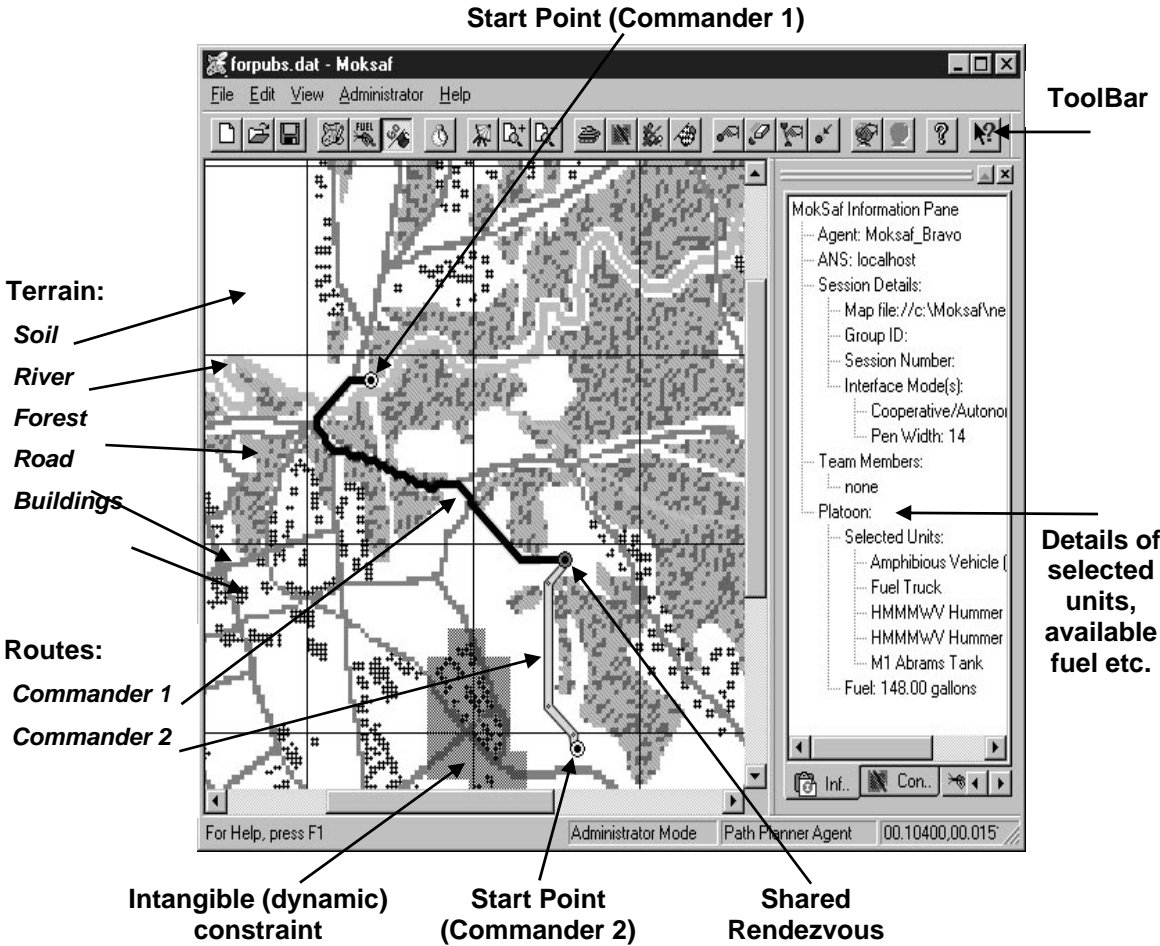 Start Point (Commander 1)
forpubs.dat - Moksaf
File Edit View Administrator Help
FUEL
ToolBar
MokSaf Information Pane
Agent: Moksaf_Bravo
ANS: localhost
Session Details:
Map file://c:\Moksaf\ne
Group ID:
Session Number:
Interface Mode(s):
Cooperative/Autonor
Pen Width: 14
Team Members:
none
Platoon:
Selected Units:
Amphibious Vehicle (
Fuel Truck
HMMMWV Hummer
HMMMWV Hummer
M1 Abrams Tank
Fuel: 148.00 gallons
Inf..
Con..
Terrain:
Soil
River
Forest
Road
Buildings
Routes:
Commander 1
Commander 2
Details of
selected
units,
available
fuel etc.
For Help, press F1
Administrator Mode
Path Planner Agent
00.10400,00.015
Intangible (dynamic)
constraint
Start Point
(Commander 2)
Shared
Rendezvous